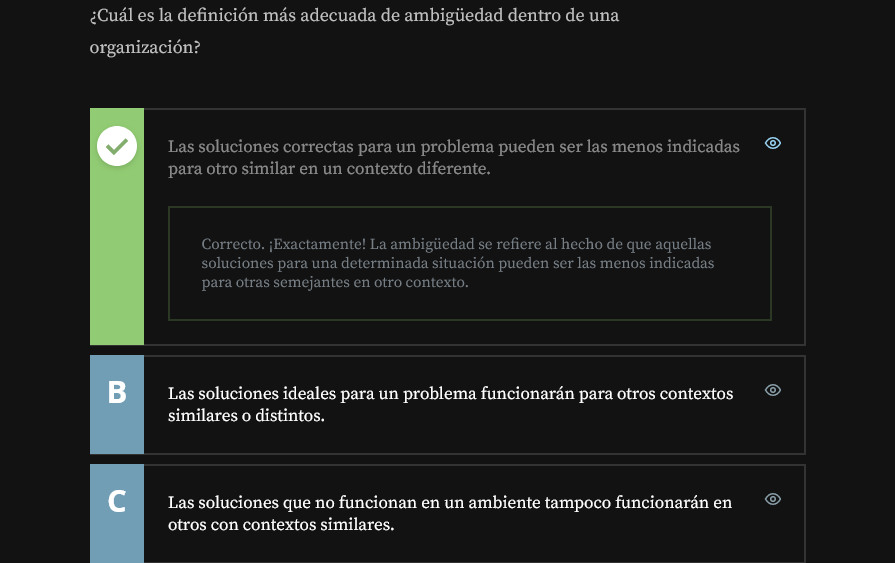 ¿Cuál es la definición más adecuada de ambigüedad dentro de una
organización?
Las soluciones correctas para un problema pueden ser las menos indicadas
para otro similar en un contexto diferente.
Correcto. ¡Exactamente! La ambigüedad se refiere al hecho de que aquellas
soluciones para una determinada situación pueden ser las menos indicadas
para otras semejantes en otro contexto.
B
Las soluciones ideales para un problema funcionarán para otros contextos
similares o distintos.
C
Las soluciones que no funcionan en un ambiente tampoco funcionarán en
otros con contextos similares.